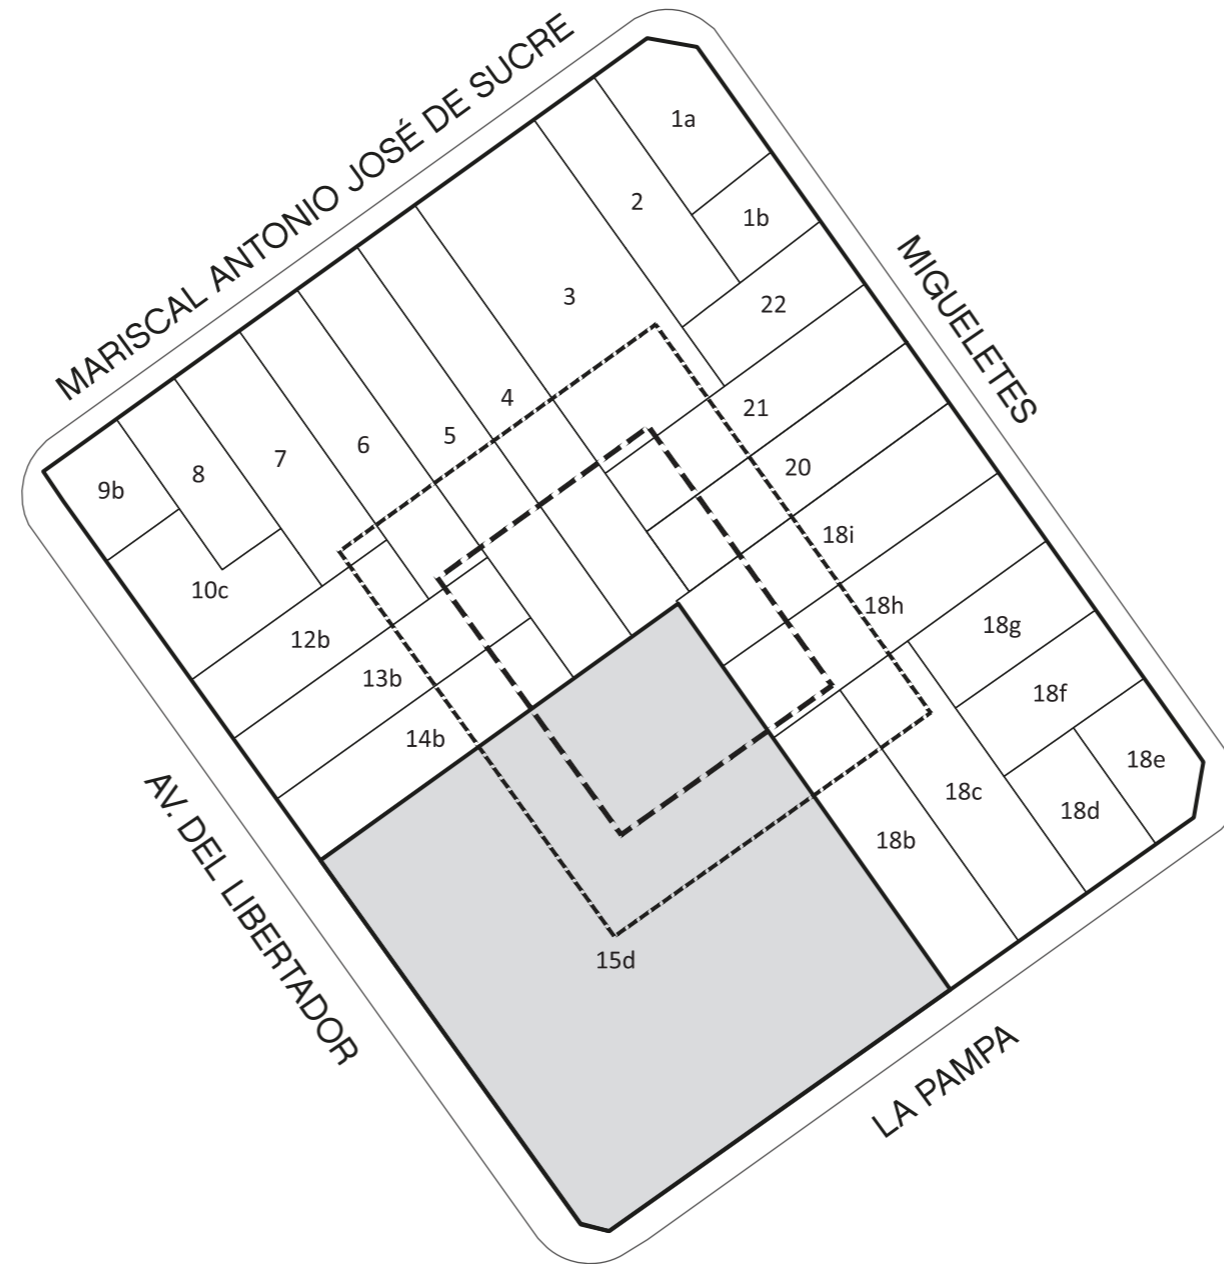 MARISCAL ANTONIO JOSÉ DE SUCRE
1a
2
1b
MIGUELETES
3
22
4
21
5
6
7
20
8
9b
18i
10c
18h
12b
18g
13b
18f
14b
18e
18c
18d
AV. DEL LIBERTADOR
18b
15d
LA PAMPA